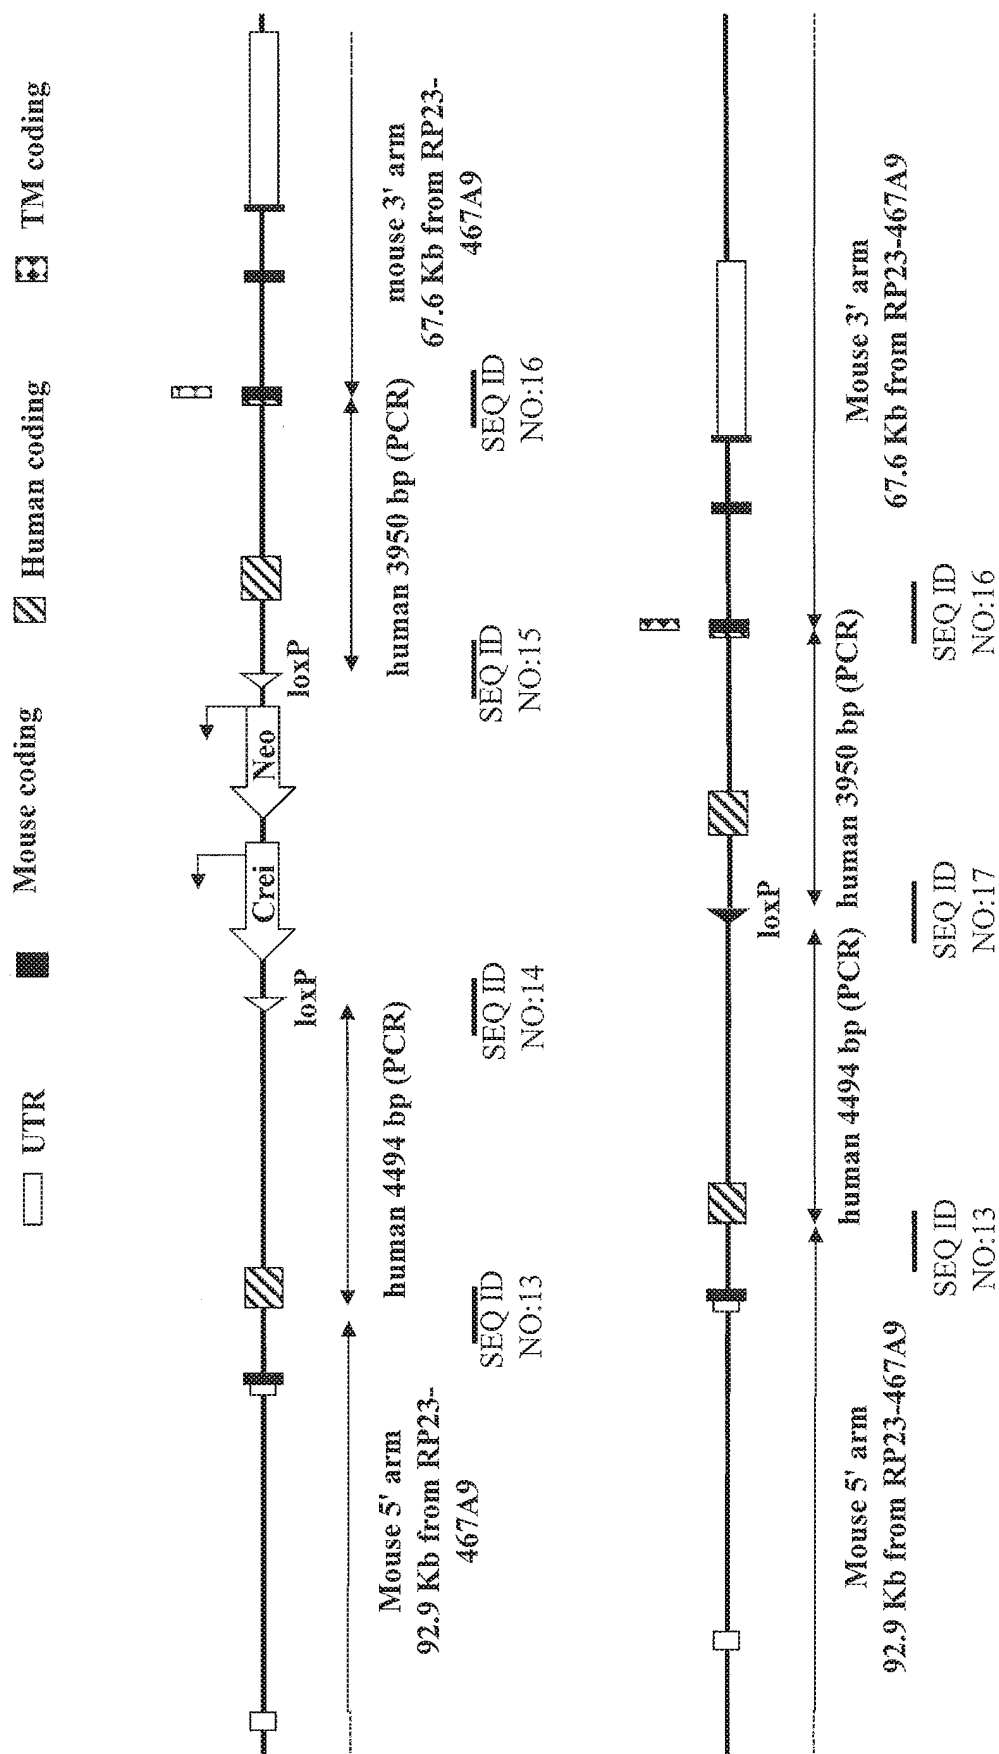 UTR
Mouse coding
Human coding
TM coding
loxP
Crei
Neo
loxP
Mouse 5' arm
92.9 Kb from RP23-
467A9
human 4494 bp (PCR)
human 3950 bp (PCR)
mouse 3' arm
67.6 Kb from RP23-
467A9
SEQ ID
NO:13
SEQ ID
NO:14
SEQ ID
NO:15
SEQ ID
NO:16
loxP
Mouse 5' arm
92.9 Kb from RP23-467A9
human 4494 bp (PCR)
human 3950 bp (PCR)
Mouse 3' arm
67.6 Kb from RP23-467A9
SEQ ID
NO:13
SEQ ID
NO:17
SEQ ID
NO:16